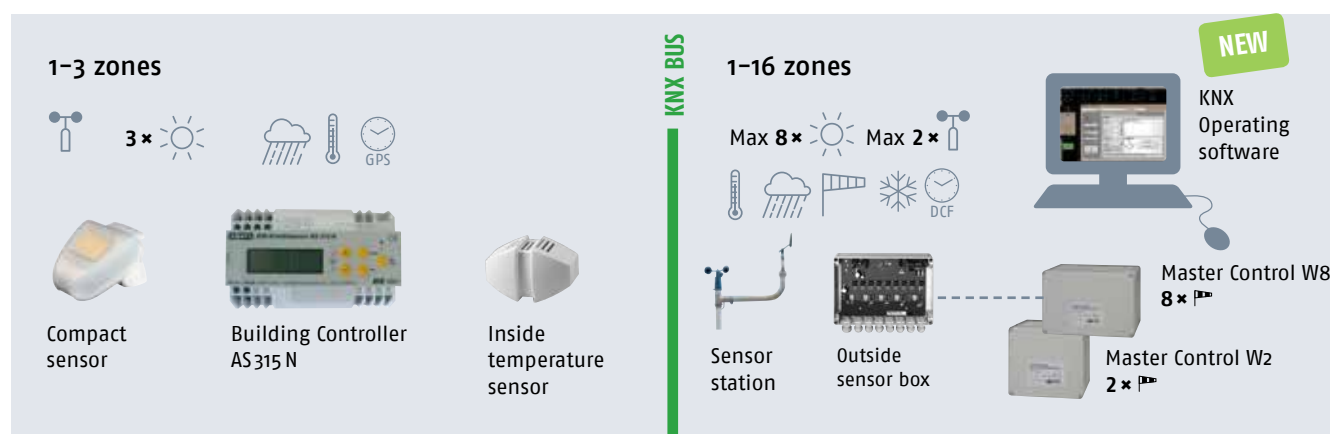 1–3 zones
3 ×
GPS
Compact
sensor
Building Controller
AS 315 N
Inside
temperature
sensor
KNX BUS
1–16 zones
NEW
Max 8 ×
Max 2 ×
DCF
KNX
Operating
software
Sensor
station
Outside
sensor box
Master Control W8
8 ×
Master Control W2
2 ×